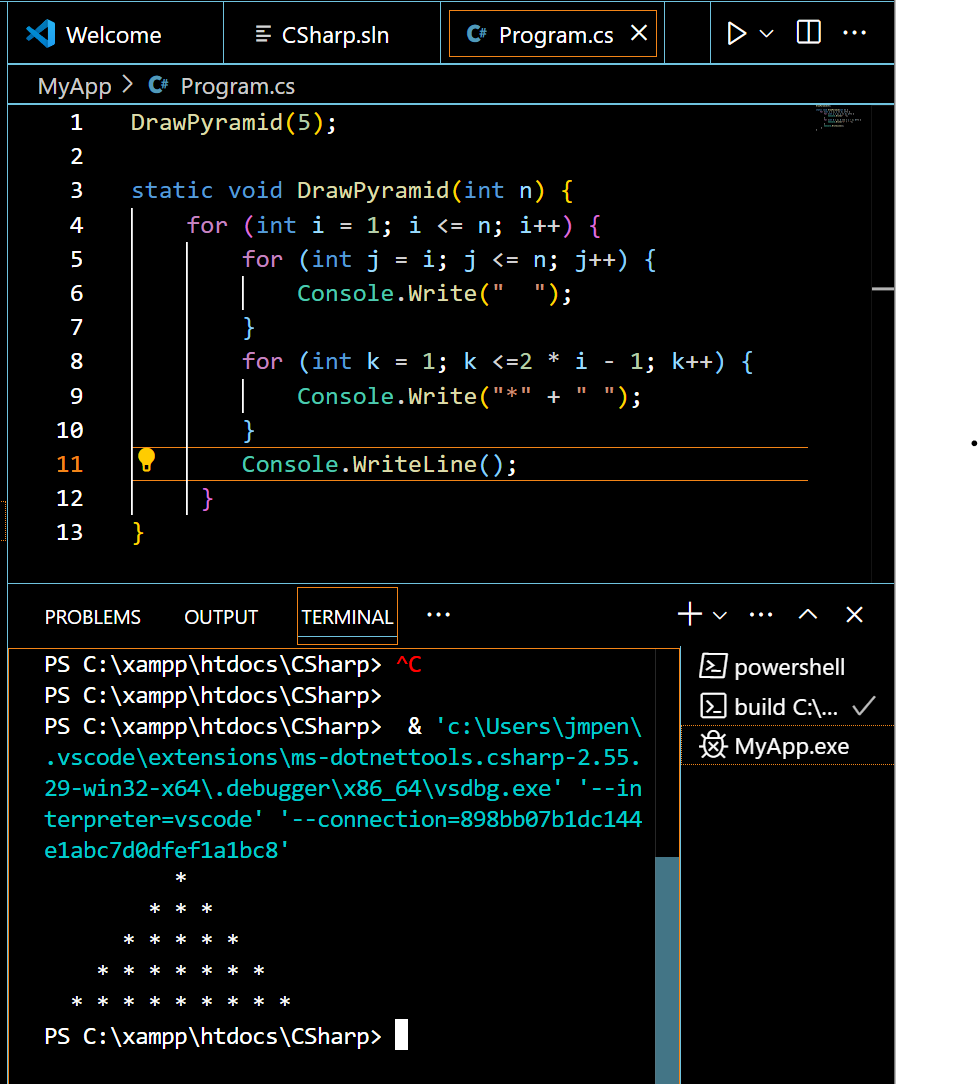 Welcome CSharp.sln C# Program.cs
MyApp > C# Program.cs
1 DrawPyramid(5);
2
3 static void DrawPyramid(int n) {
4     for (int i = 1; i <= n; i++) {
5         for (int j = i; j <= n; j++) {
6             Console.Write("  ");
7         }
8         for (int k = 1; k <=2 * i - 1; k++) {
9             Console.Write("*" + " ");
10         }
11         Console.WriteLine();
12      }
13 }
PROBLEMS OUTPUT TERMINAL ···
PS C:\xampp\htdocs\CSharp> ^C
PS C:\xampp\htdocs\CSharp>
PS C:\xampp\htdocs\CSharp>  & 'c:\Users\jmpen\
.vscode\extensions\ms-dotnettools.csharp-2.55.
29-win32-x64\.debugger\x86_64\vsdbg.exe' '--in
terpreter=vscode' '--connection=898bb07b1dc144
e1abc7d0dfef1a1bc8'
          *
        * * *
      * * * * *
    * * * * * * *
  * * * * * * * * *
PS C:\xampp\htdocs\CSharp>
powershell
build C:\...
MyApp.exe
.